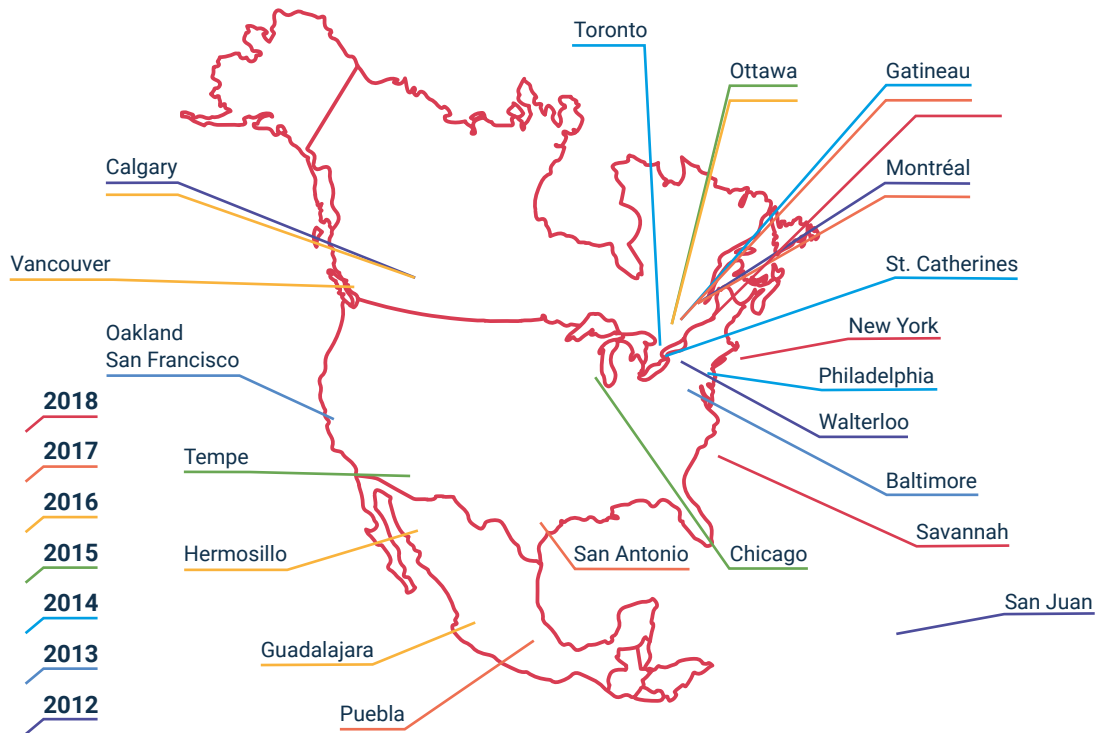 Toronto
Ottawa
Gatineau
Calgary
Montréal
Vancouver
St. Catherines
Oakland
San Francisco
New York
Philadelphia
2018
Walterloo
2017
Tempe
Baltimore
2016
Savannah
2015
Hermosillo
San Antonio
Chicago
2014
San Juan
2013
Guadalajara
2012
Puebla